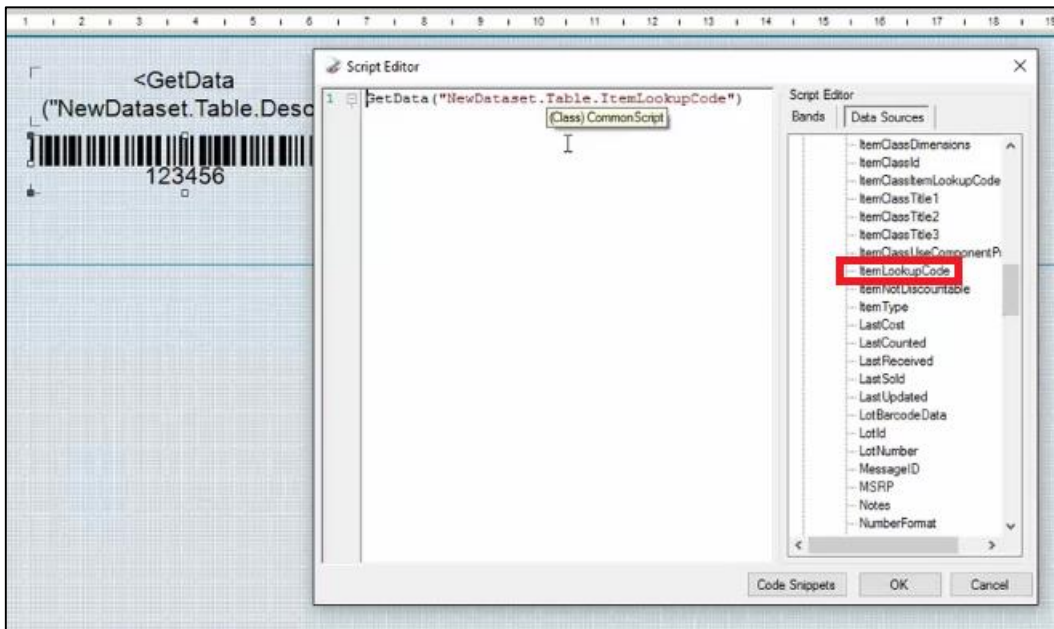 1 2 3 4 5 6 7 8 9 10 11 12 13 14 15 16 17 18 19
<GetData
("NewDataset.Table.Desc
123456
Script Editor
1 GetData("NewDataset.Table.ItemLookupCode")
(Class) CommonScript
Script Editor
Bands Data Sources
ItemClassDimensions
ItemClassId
ItemClassItemLookupCode
ItemClassTitle1
ItemClassTitle2
ItemClassTitle3
ItemClassUseComponentPr
ItemLookupCode
ItemNotDiscountable
ItemType
LastCost
LastCounted
LastReceived
LastSold
LastUpdated
LotBarcodeData
LotId
LotNumber
MessageID
MSRP
Notes
NumberFormat
Code Snippets OK Cancel